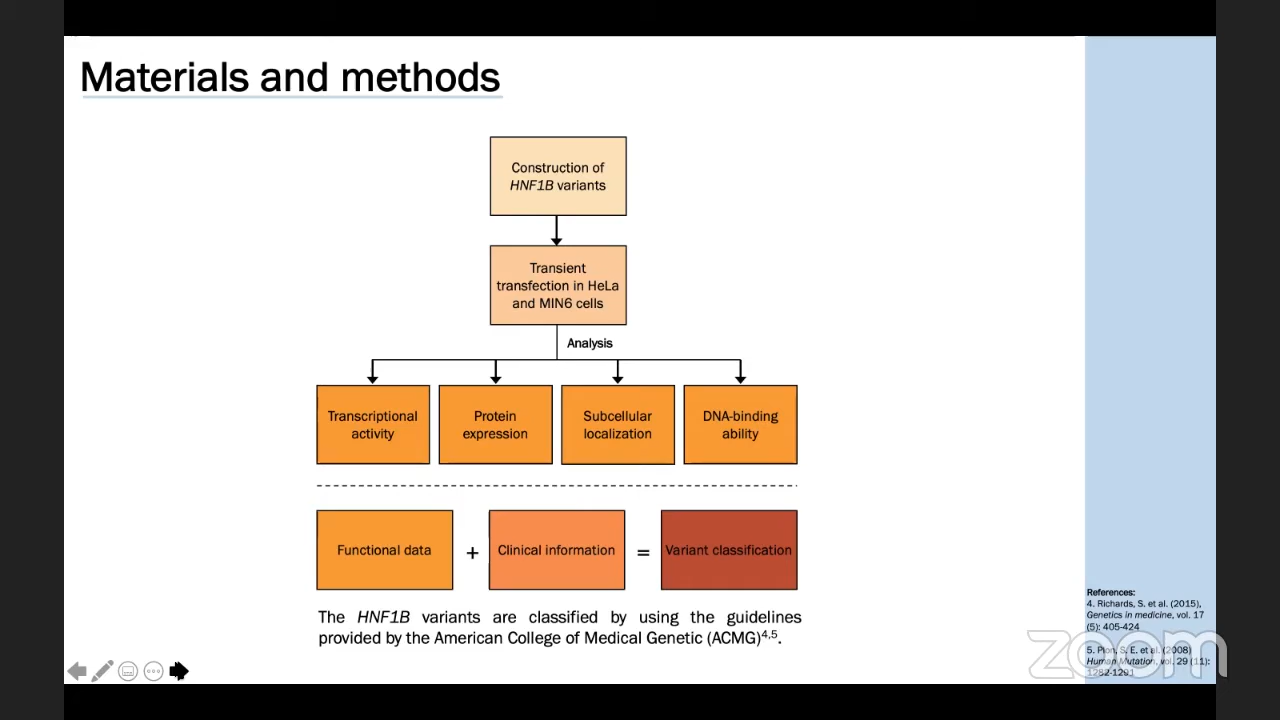 Materials and methods
Construction of
HNF1B variants
Transient
transfection in HeLa
and MIN6 cells
Analysis
Transcriptional
activity
Protein
expression
Subcellular
localization
DNA-binding
ability
Functional data
+
Clinical information
=
Variant classification
The HNF1B variants are classified by using the guidelines
provided by the American College of Medical Genetic (ACMG)4,5.
References:
4. Richards, S. et al. (2015),
Genetics in medicine, vol. 17
(5): 405-424
5. Plon, S. E. et al. (2008)
Human Mutation, vol. 29 (11):
1282-1291
zoom